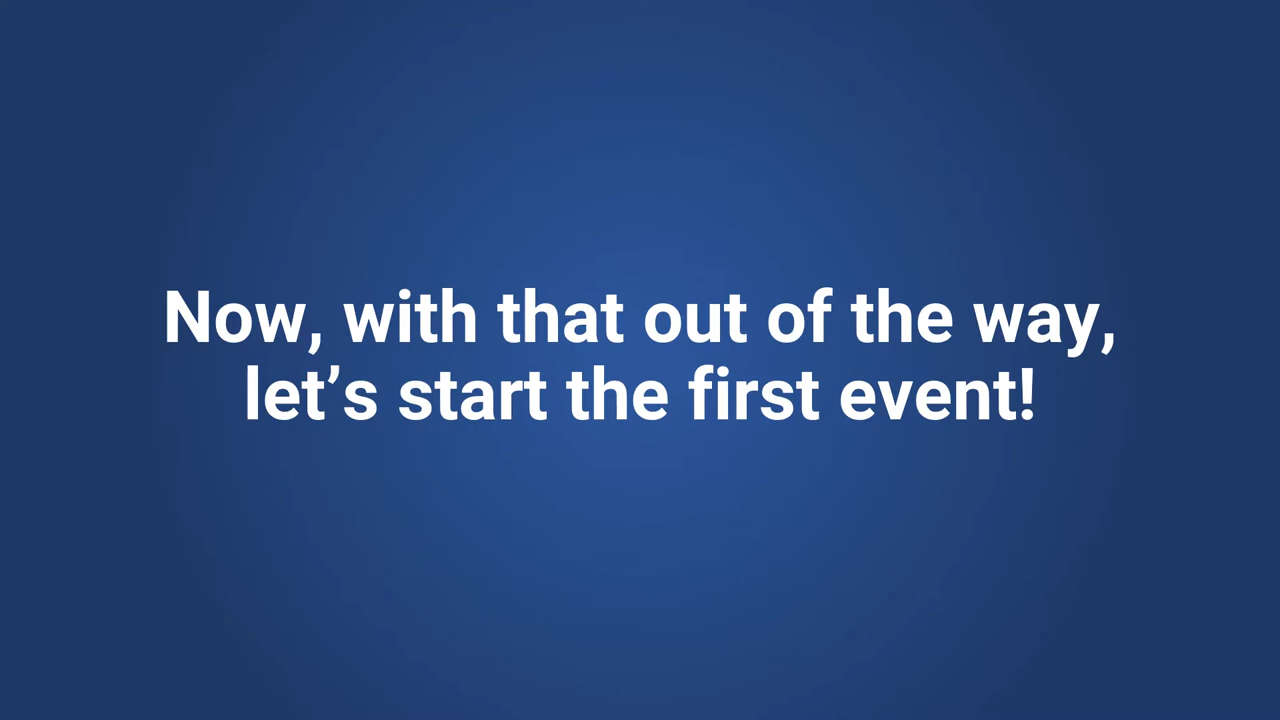 Now, with that out of the way,
let’s start the first event!